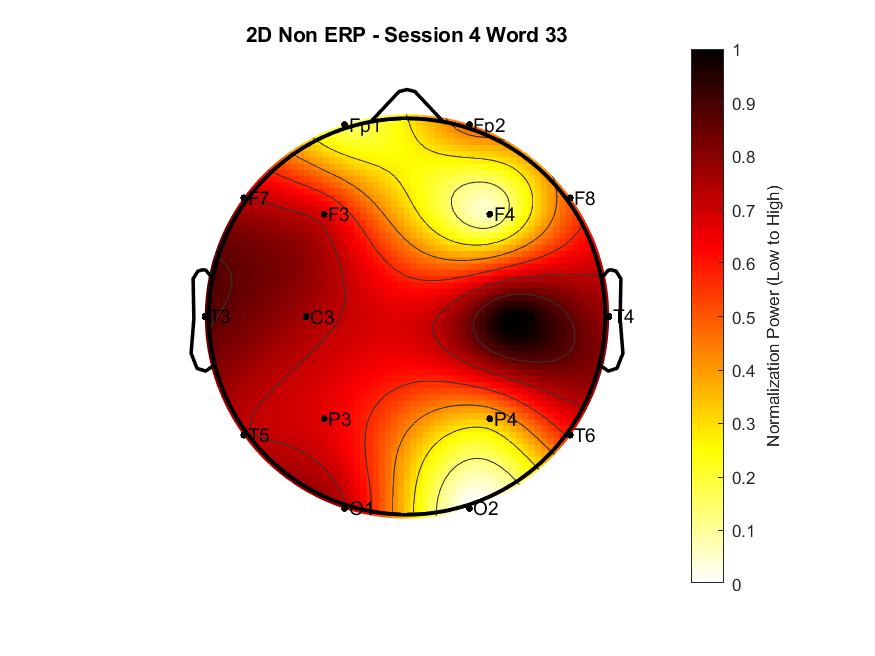 2D Non ERP - Session 4 Word 33
Fp1
Fp2
F7
F3
F4
F8
T3
C3
T4
T5
P3
P4
T6
O1
O2
1
0.9
0.8
0.7
0.6
0.5
0.4
0.3
0.2
0.1
0
Normalization Power (Low to High)